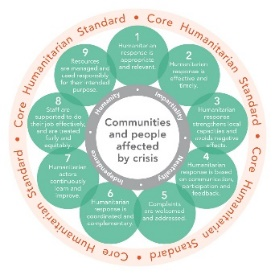 Core Humanitarian Standard • Core Humanitarian Standard • Core Humanitarian Standard • Core Humanitarian Standard •
1
Humanitarian
response is
appropriate
and relevant.
2
Humanitarian
response is
effective and
timely.
3
Humanitarian
response
strengthens local
capacities and
avoids negative
effects.
4
Humanitarian
response is based
on communication,
participation and
feedback.
5
Complaints
are welcomed and
addressed.
6
Humanitarian
response is
coordinated and
complementary.
7
Humanitarian
actors
continuously
learn and
improve.
8
Staff are
supported to do
their job effectively,
and are treated
fairly and
equitably.
9
Resources
are managed and
used responsibly
for their intended
purpose.
Humanity
Impartiality
Neutrality
Independence
Communities
and people
affected
by crisis